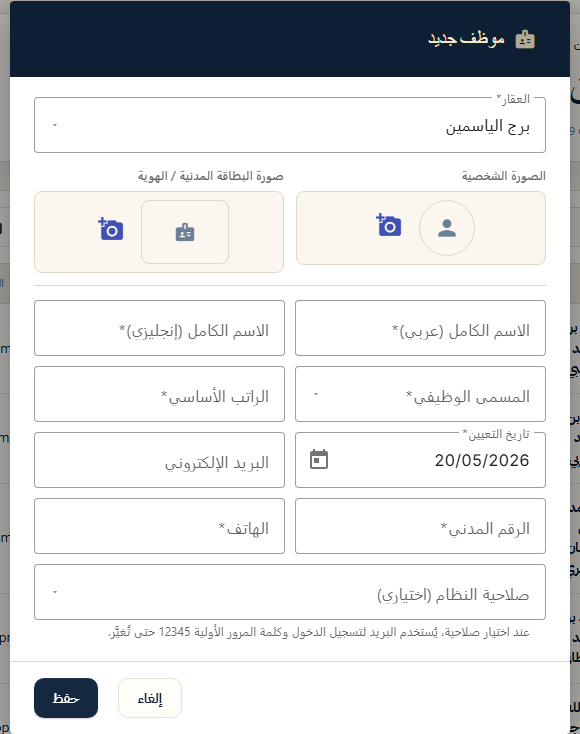 موظف جديد
العقار*
برج الياسمين
الصورة الشخصية
صورة البطاقة المدنية / الهوية
الاسم الكامل (عربي)*
الاسم الكامل (إنجليزي)*
المسمى الوظيفي*
الراتب الأساسي*
تاريخ التعيين*
20/05/2026
البريد الإلكتروني
الرقم المدني*
الهاتف*
صلاحية النظام (اختياري)
عند اختيار صلاحية، يُستخدم البريد لتسجيل الدخول وكلمة المرور الأولية 12345 حتى تُغيَّر.
إلغاء
حفظ